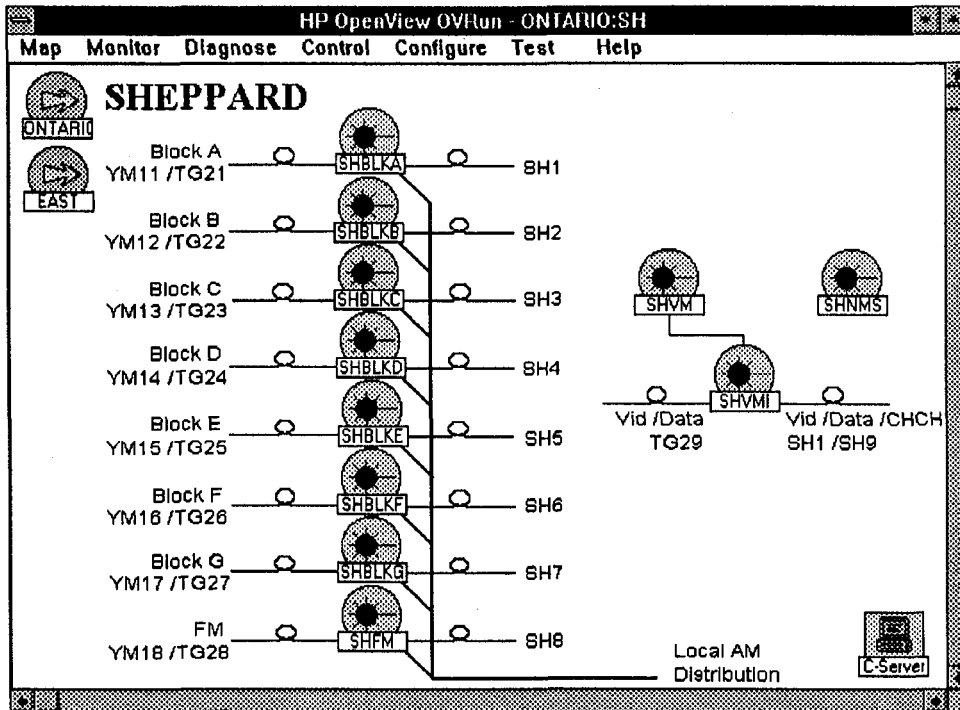 HP OpenView OVRun - ONTARIO:SH
Map Monitor Diagnose Control Configure Test Help
SHEPPARD
ONTARIO
EAST
Block A
YM11 /TG21
SHBLKA
SH1
Block B
YM12 /TG22
SHBLKB
SH2
Block C
YM13 /TG23
SHBLKC
SH3
Block D
YM14 /TG24
SHBLKD
SH4
Block E
YM15 /TG25
SHBLKE
SH5
Block F
YM16 /TG26
SHBLKF
SH6
Block G
YM17 /TG27
SHBLKG
SH7
FM
YM18 /TG28
SHFM
SH8
SHVM
SHNMS
SHVMI
Vid /Data
TG29
Vid /Data /CHCH
SH1 /SH9
Local AM
Distribution
C-Server